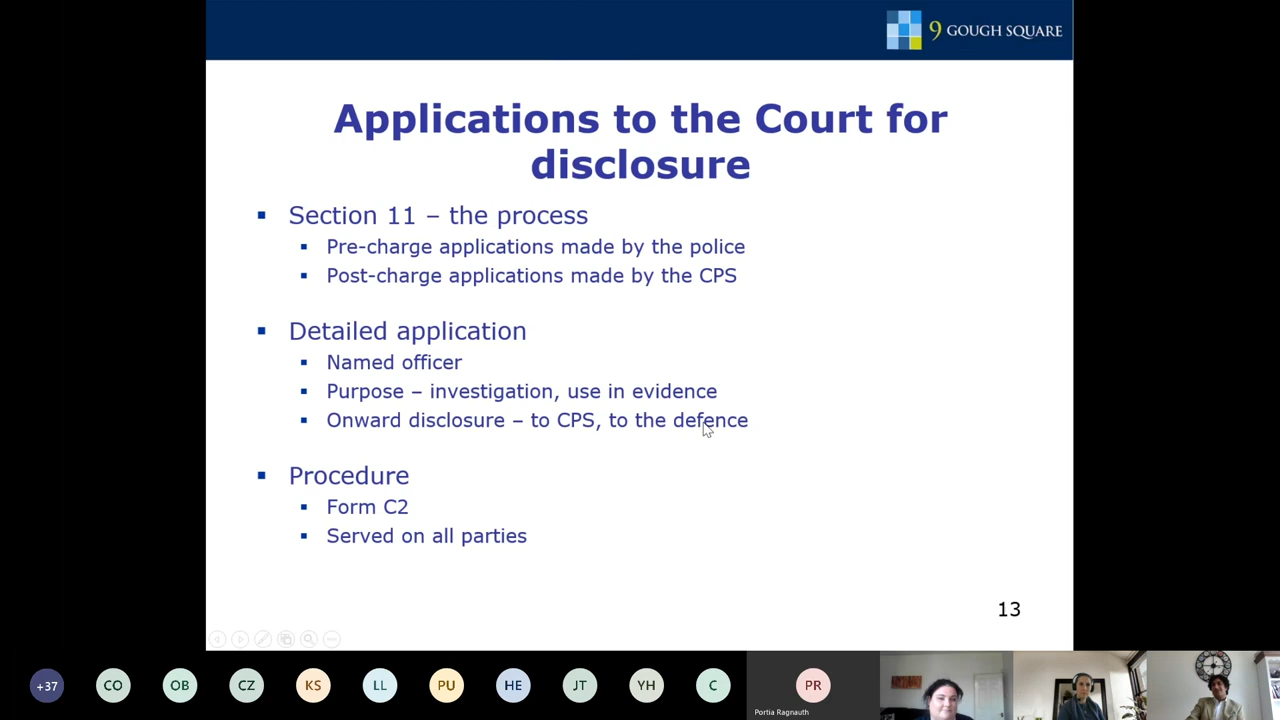 9 GOUGH SQUARE
Applications to the Court for
disclosure
Section 11 – the process
Pre-charge applications made by the police
Post-charge applications made by the CPS
Detailed application
Named officer
Purpose – investigation, use in evidence
Onward disclosure – to CPS, to the defence
Procedure
Form C2
Served on all parties
13
+37 CO OB CZ KS LL PU HE JT YH C PR
Portia Ragnauth